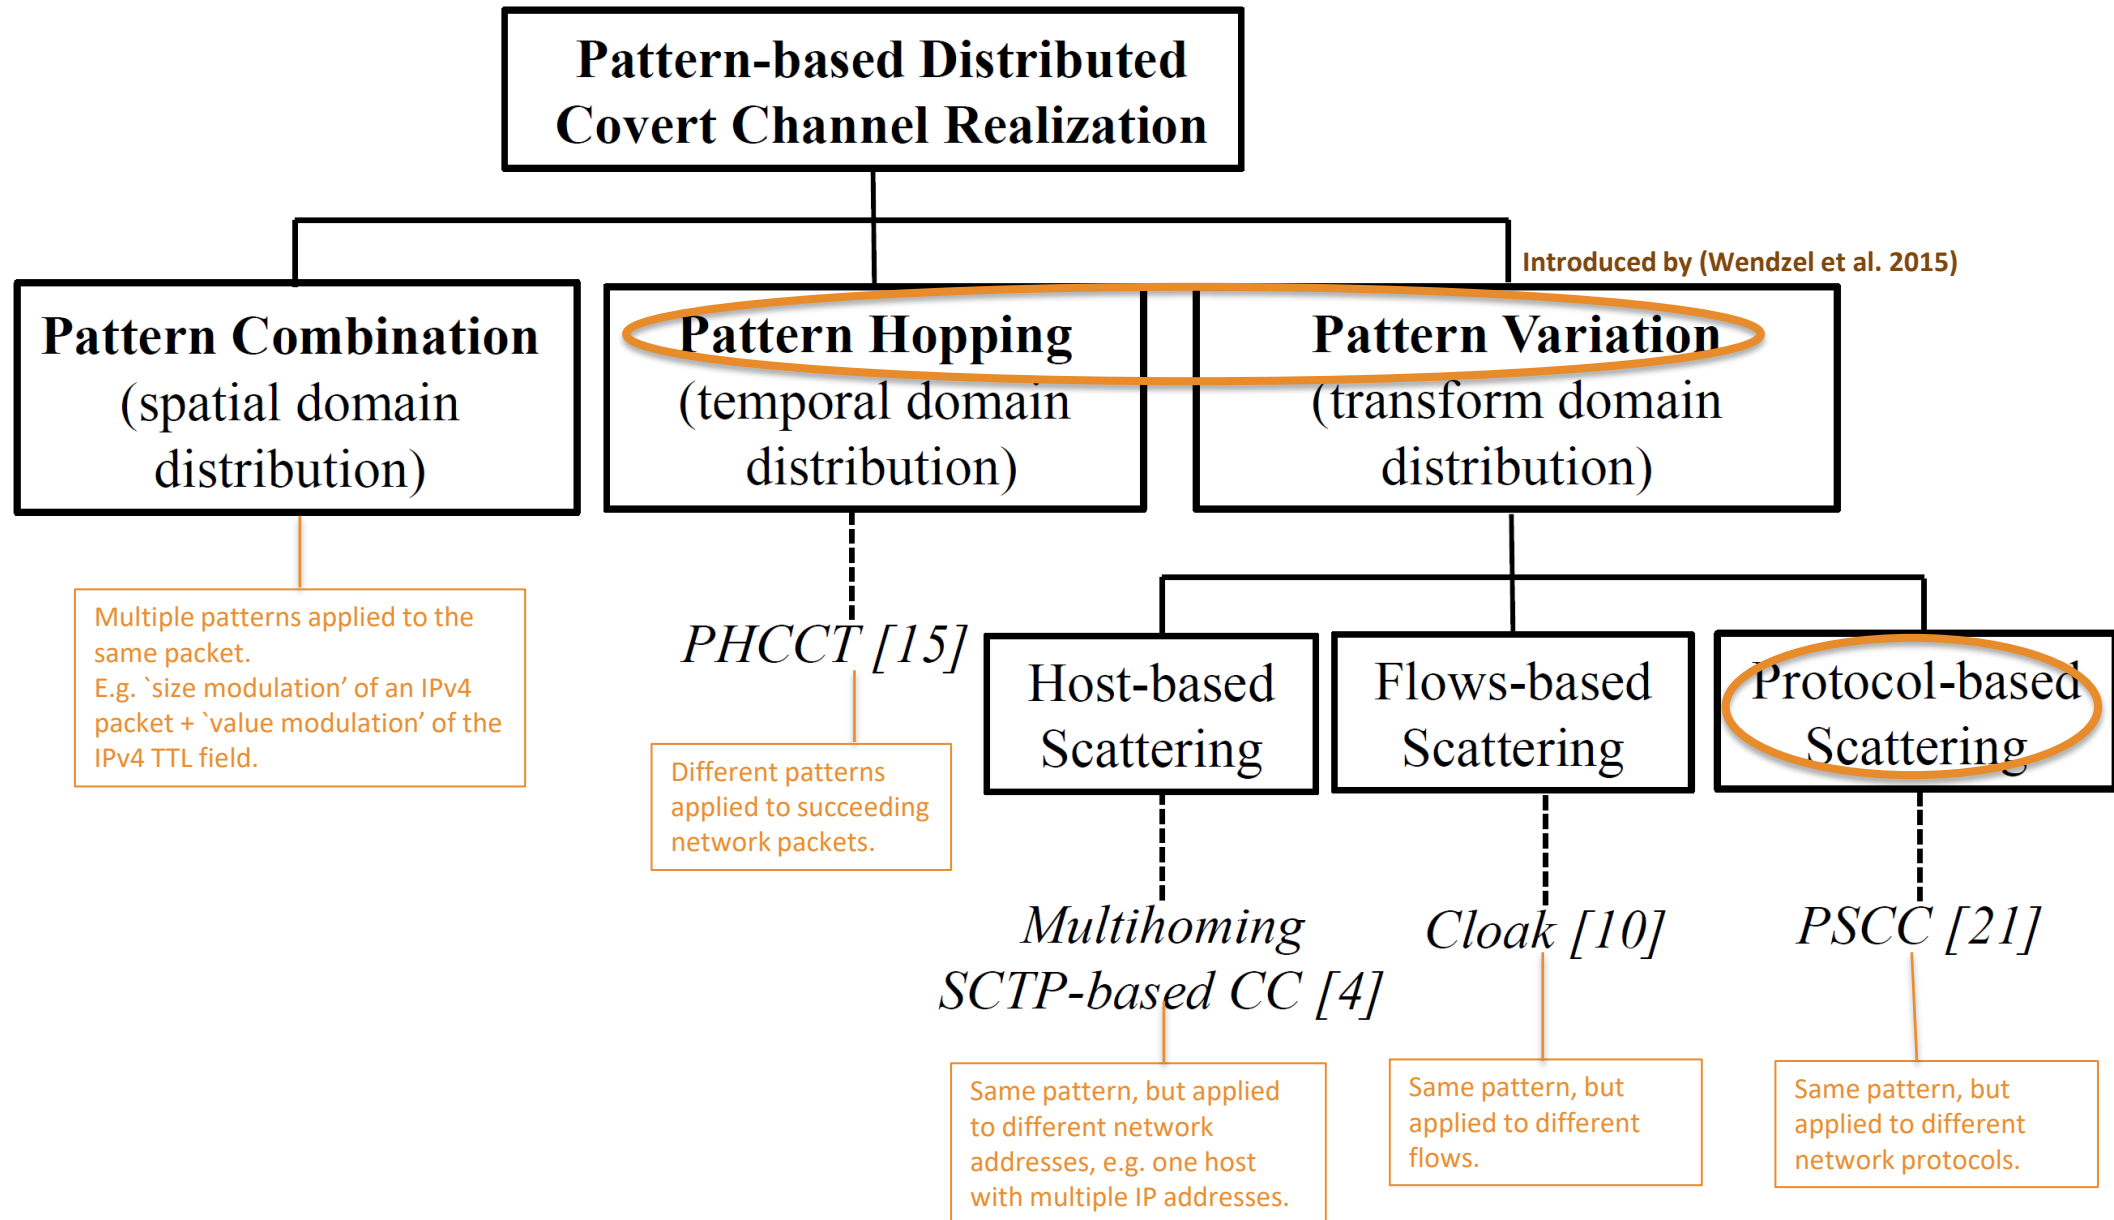 Pattern-based Distributed
Covert Channel Realization
Introduced by (Wendzel et al. 2015)
Pattern Combination
(spatial domain
distribution)
Pattern Hopping
(temporal domain
distribution)
Pattern Variation
(transform domain
distribution)
Multiple patterns applied to the
same packet.
E.g. `size modulation’ of an IPv4
packet + `value modulation’ of the
IPv4 TTL field.
PHCCT [15]
Different patterns
applied to succeeding
network packets.
Host-based
Scattering
Flows-based
Scattering
Protocol-based
Scattering
Multihoming
SCTP-based CC [4]
Cloak [10]
PSCC [21]
Same pattern, but applied
to different network
addresses, e.g. one host
with multiple IP addresses.
Same pattern, but
applied to different
flows.
Same pattern, but
applied to different
network protocols.